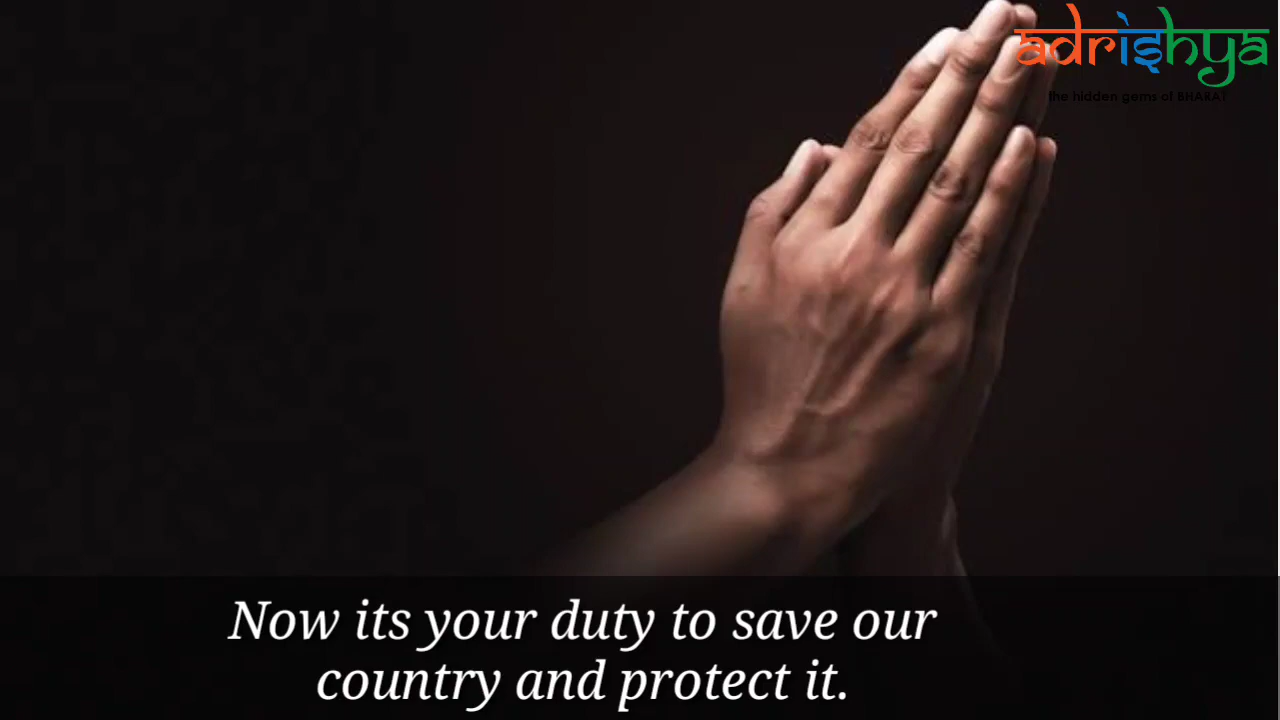 adrishya
the hidden gems of BHARAT
Now its your duty to save our
country and protect it.